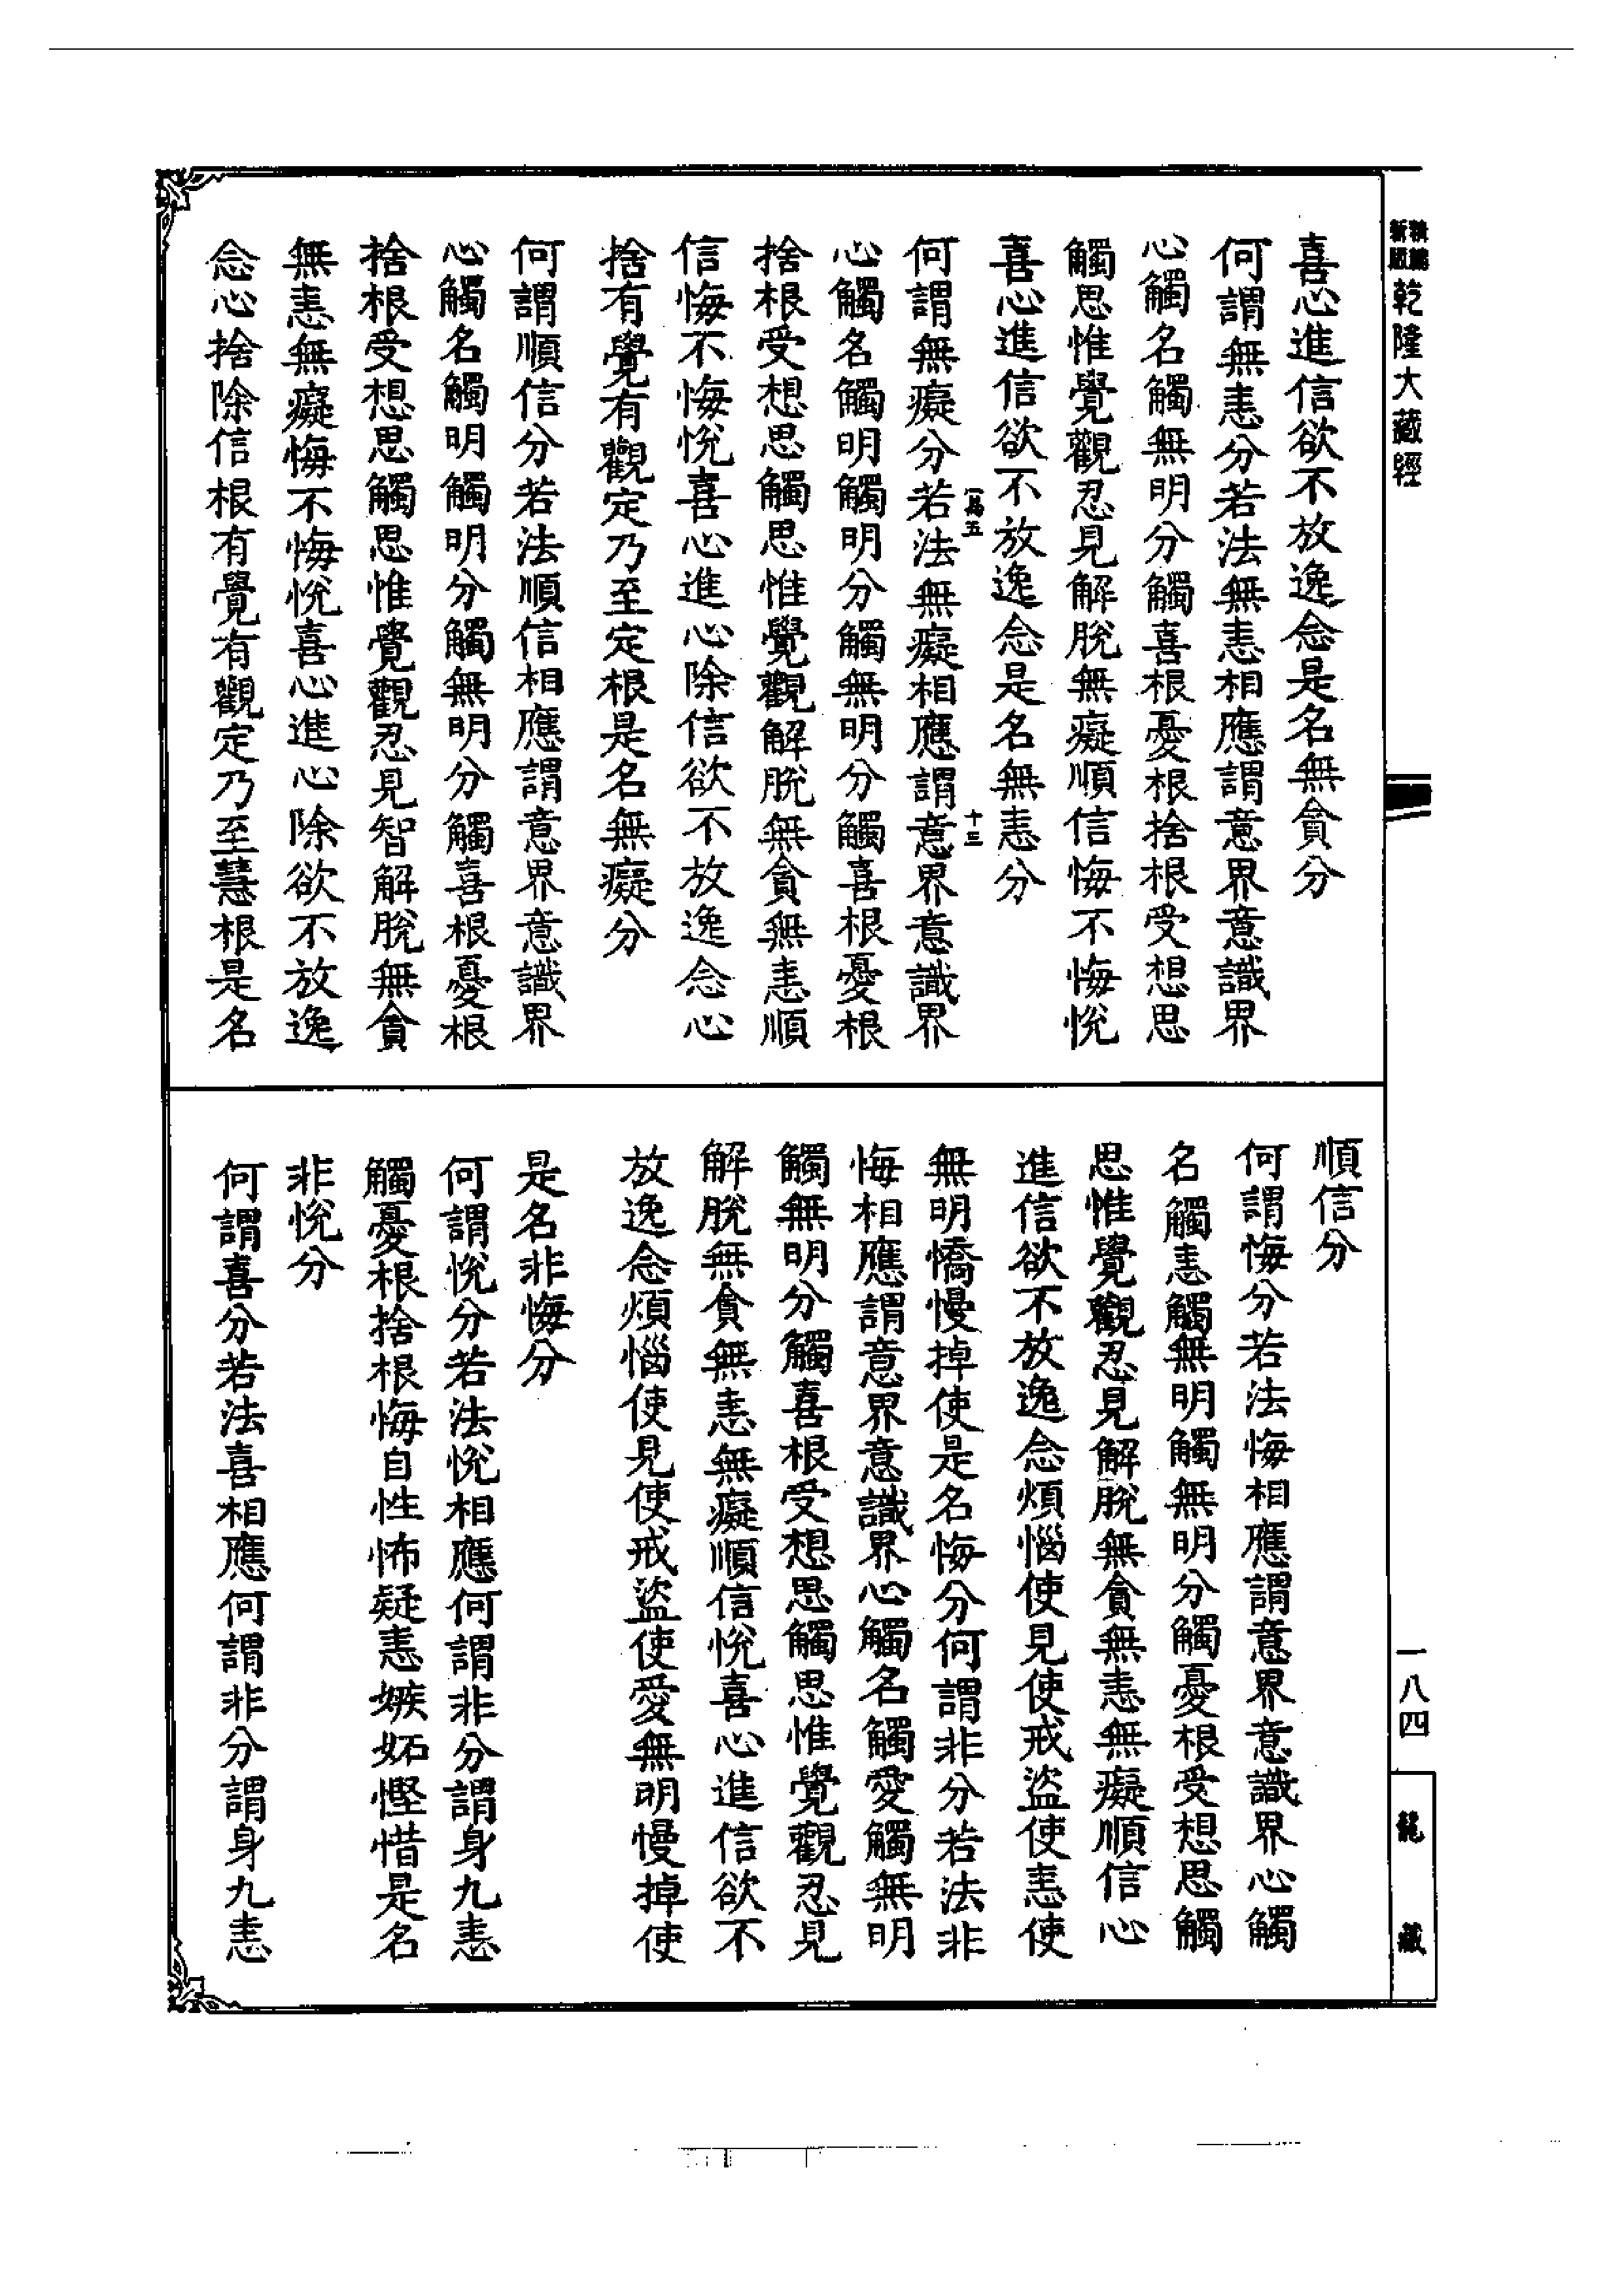 新編縮版乾隆大藏經
喜心進信欲不放逸念是名無貪分
何謂無恚分若法無恚相應謂意界意識界
心觸名觸無明分觸喜根憂根捨根受想思
觸思惟覺觀忍見解脫無癡順信悔不悔悅
喜心進信欲不放逸念是名無恚分
何謂無癡分若法無癡相應謂意界意識界
心觸名觸明觸明分觸無明分觸喜根憂根
捨根受想思觸思惟覺觀解脫無貪無恚順
信悔不悔悅喜心進心除信欲不放逸念心
捨有覺有觀定乃至定根是名無癡分
何謂順信分若法順信相應謂意界意識界
心觸名觸明觸明分觸無明分觸喜根憂根
捨根受想思觸思惟覺觀忍見智解脫無貪
無恚無癡悔不悔悅喜心進心除欲不放逸
念心捨除信根有覺有觀定乃至慧根是名
順信分
何謂悔分若法悔相應謂意界意識界心觸
名觸恚觸無明觸無明分觸憂根受想思觸
思惟覺觀忍見解脫無貪無恚無癡順信心
進信欲不放逸念煩惱使見使戒盜使恚使
無明憍慢掉使是名悔分何謂非分若法非
悔相應謂意界意識界心觸名觸愛觸無明
觸無明分觸喜根受想思觸思惟覺觀忍見
解脫無貪無恚無癡順信悅喜心進信欲不
放逸念煩惱使見使戒盜使愛無明慢掉使
是名非悔分
何謂悅分若法悅相應何謂非分謂身九恚
觸憂根捨根悔自性怖疑恚嫉妬慳惜是名
非悅分
何謂喜分若法喜相應何謂非分謂身九恚
十三
一八四
龍藏